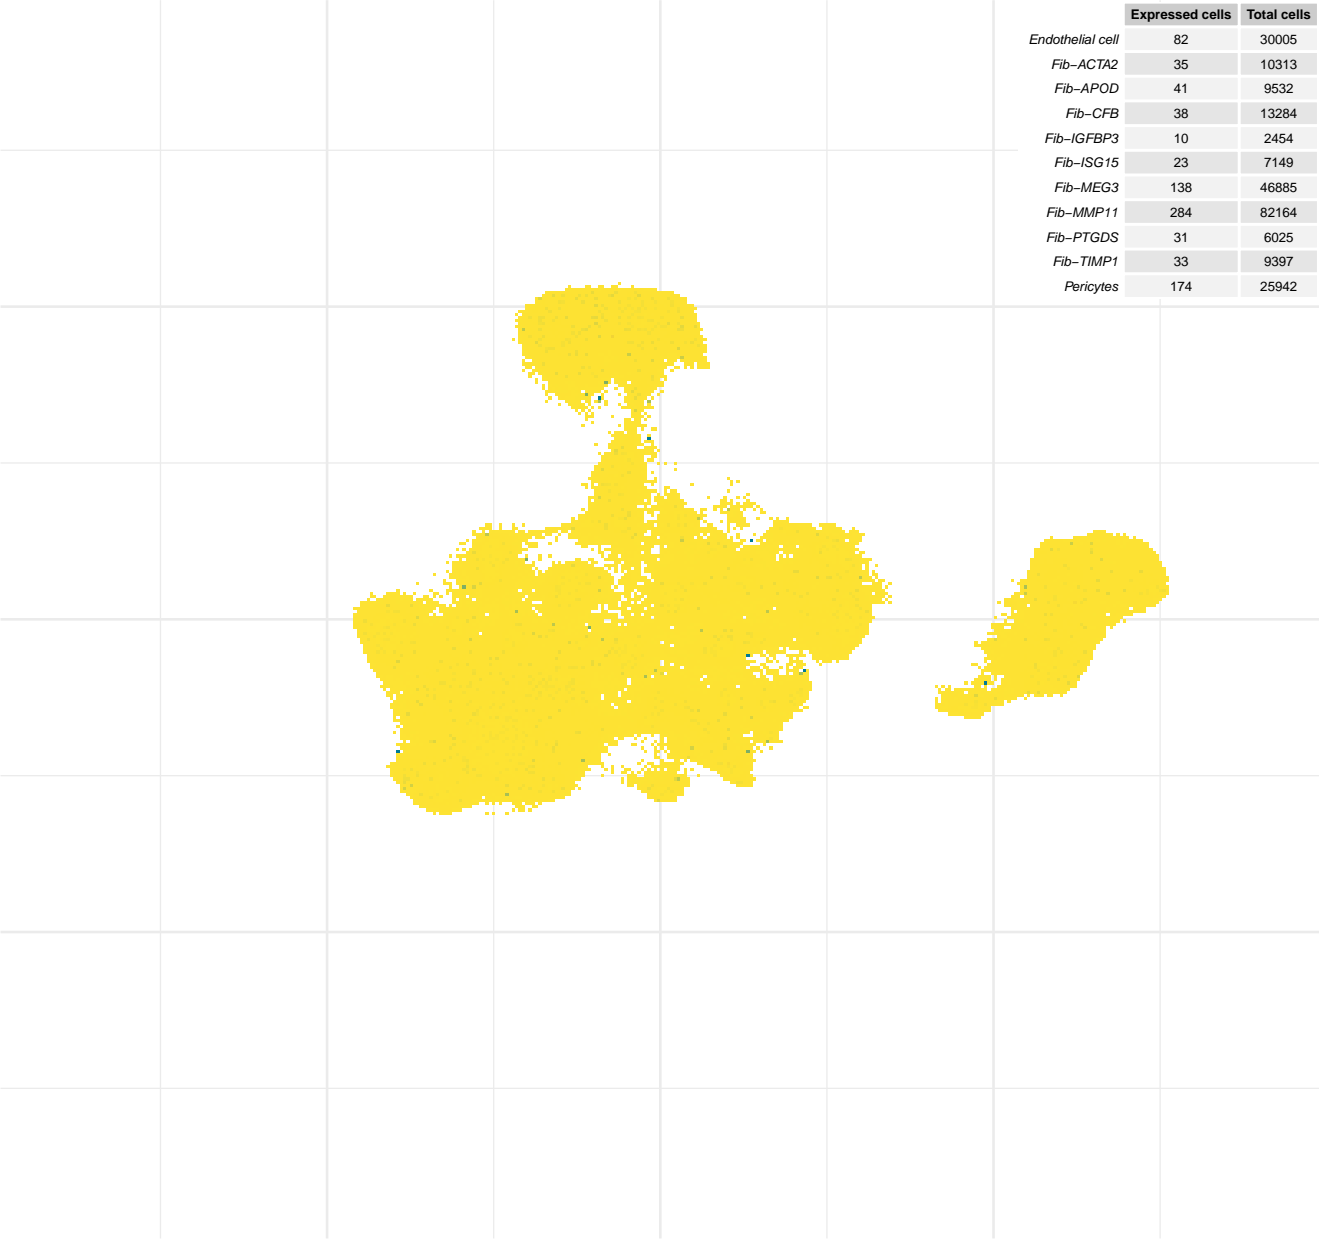 Expressed cells Total cells
Endothelial cell 82 30005
Fib−ACTA2 35 10313
Fib−APOD 41 9532
Fib−CFB 38 13284
Fib−IGFBP3 10 2454
Fib−ISG15 23 7149
Fib−MEG3 138 46885
Fib−MMP11 284 82164
Fib−PTGDS 31 6025
Fib−TIMP1 33 9397
Pericytes 174 25942